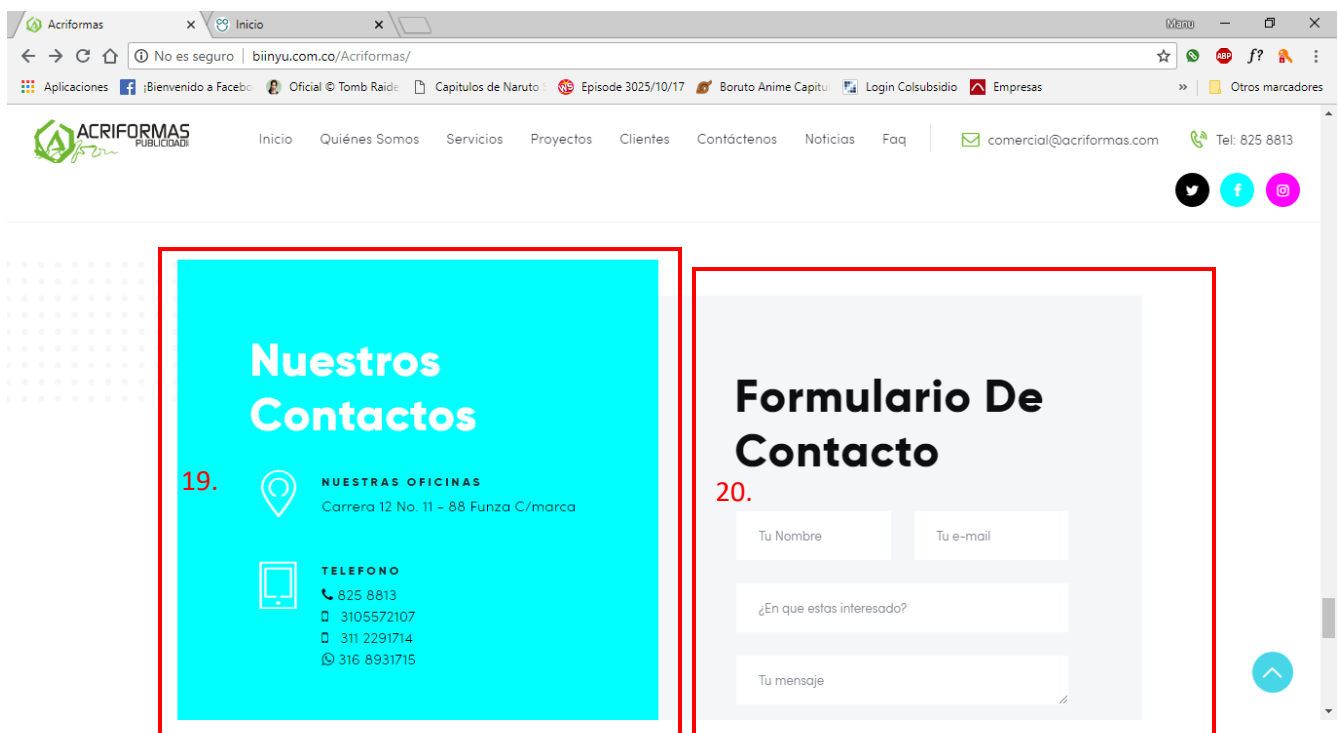 Acriformas
Inicio
Manu
No es seguro | biinyu.com.co/Acriformas/
ABP
f?
Aplicaciones
¡Bienvenido a Facebo
Oficial © Tomb Raide
Capitulos de Naruto S
Episode 3025/10/17
Boruto Anime Capitul
Login Colsubsidio
Empresas
»
Otros marcadores
ACRIFORMAS
PUBLICIDAD
Inicio
Quiénes Somos
Servicios
Proyectos
Clientes
Contáctenos
Noticias
Faq
comercial@acriformas.com
Tel: 825 8813
Nuestros
Contactos
19.
NUESTRAS OFICINAS
Carrera 12 No. 11 - 88 Funza C/marca
TELEFONO
825 8813
3105572107
311 2291714
316 8931715
Formulario De
Contacto
20.
Tu Nombre
Tu e-mail
¿En que estas interesado?
Tu mensaje